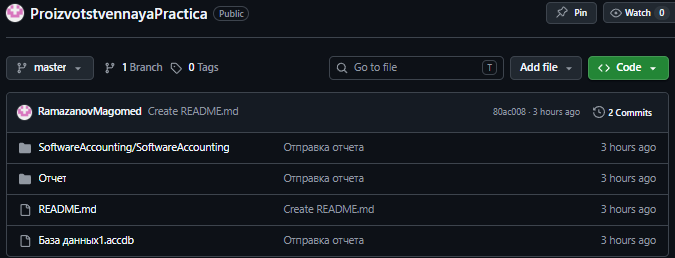 ProizvotstvennayaPractica Public Pin Watch 0
master 1 Branch 0 Tags Go to file T Add file Code
RamazanovMagomed Create README.md 80ac008 · 3 hours ago 2 Commits
SoftwareAccounting/SoftwareAccounting Отправка отчета 3 hours ago
Отчет Отправка отчета 3 hours ago
README.md Create README.md 3 hours ago
База данных1.accdb Отправка отчета 3 hours ago